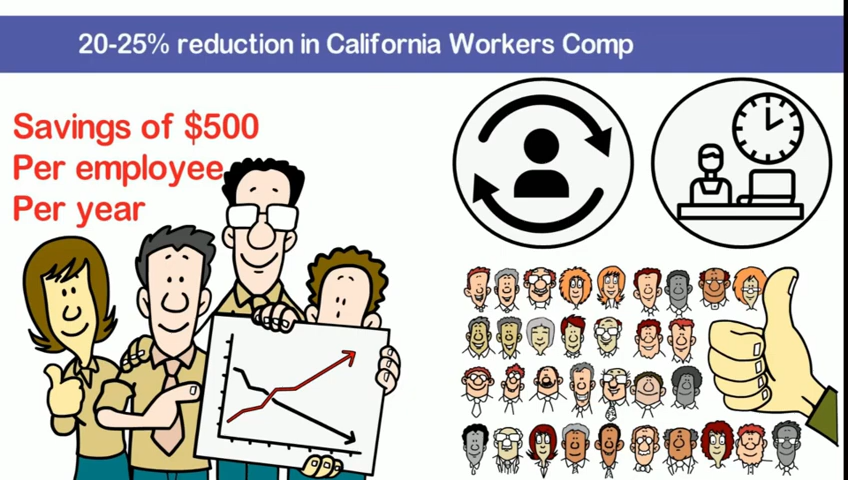 20-25% reduction in California Workers Comp
Savings of $500
Per employee
Per year